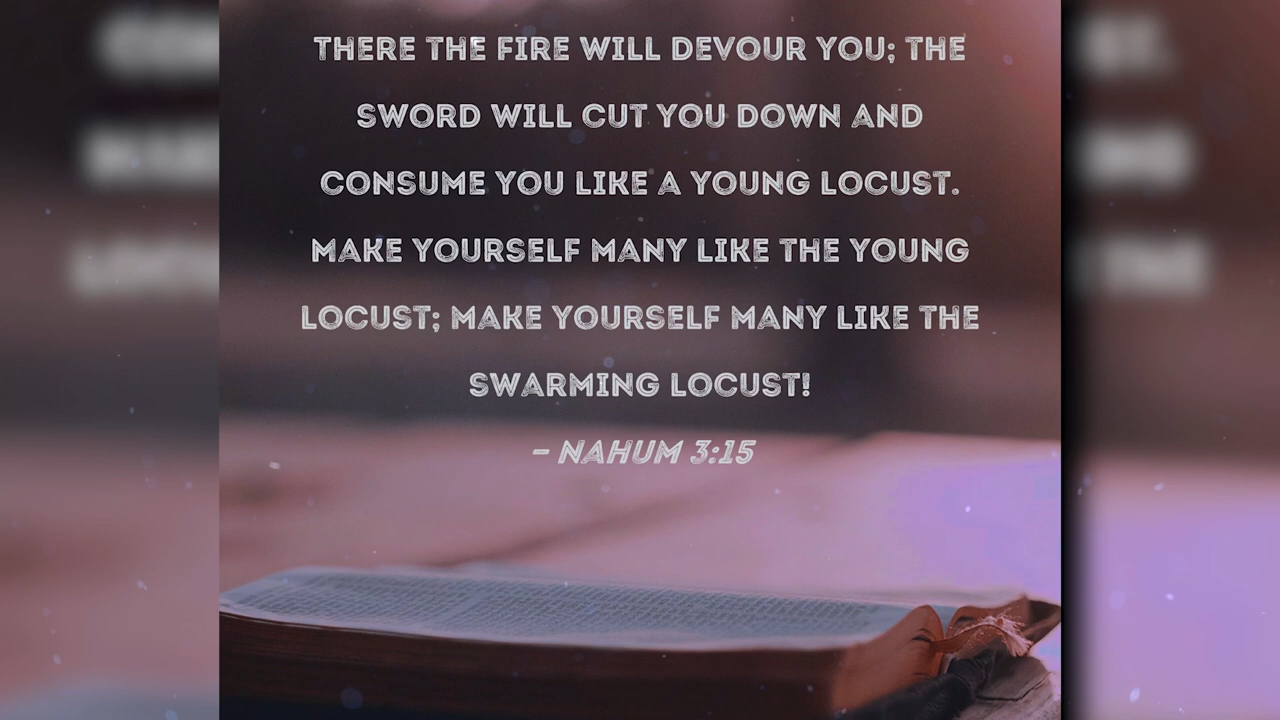 THERE THE FIRE WILL DEVOUR YOU; THE
SWORD WILL CUT YOU DOWN AND
CONSUME YOU LIKE A YOUNG LOCUST.
MAKE YOURSELF MANY LIKE THE YOUNG
LOCUST; MAKE YOURSELF MANY LIKE THE
SWARMING LOCUST!
– NAHUM 3:15